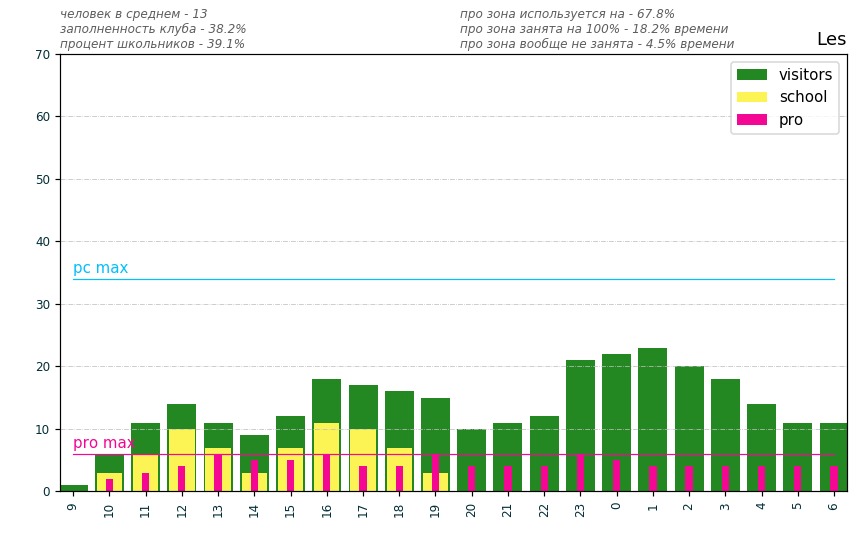 человек в среднем - 13
заполненность клуба - 38.2%
процент школьников - 39.1%
про зона используется на - 67.8%
про зона занята на 100% - 18.2% времени
про зона вообще не занята - 4.5% времени
Les
visitors
school
pro
70
60
50
40
30
20
10
0
pc max
pro max
9 10 11 12 13 14 15 16 17 18 19 20 21 22 23 0 1 2 3 4 5 6